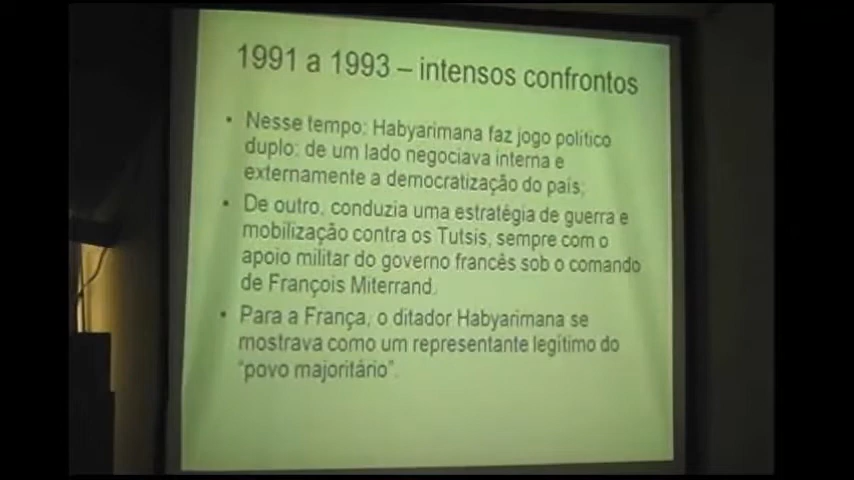 1991 a 1993 – intensos confrontos
• Nesse tempo: Habyarimana faz jogo político
duplo: de um lado negociava interna e
externamente a democratização do país;
• De outro, conduzia uma estratégia de guerra e
mobilização contra os Tutsis, sempre com o
apoio militar do governo francês sob o comando
de François Miterrand.
• Para a França, o ditador Habyarimana se
mostrava como um representante legítimo do
“povo majoritário”.